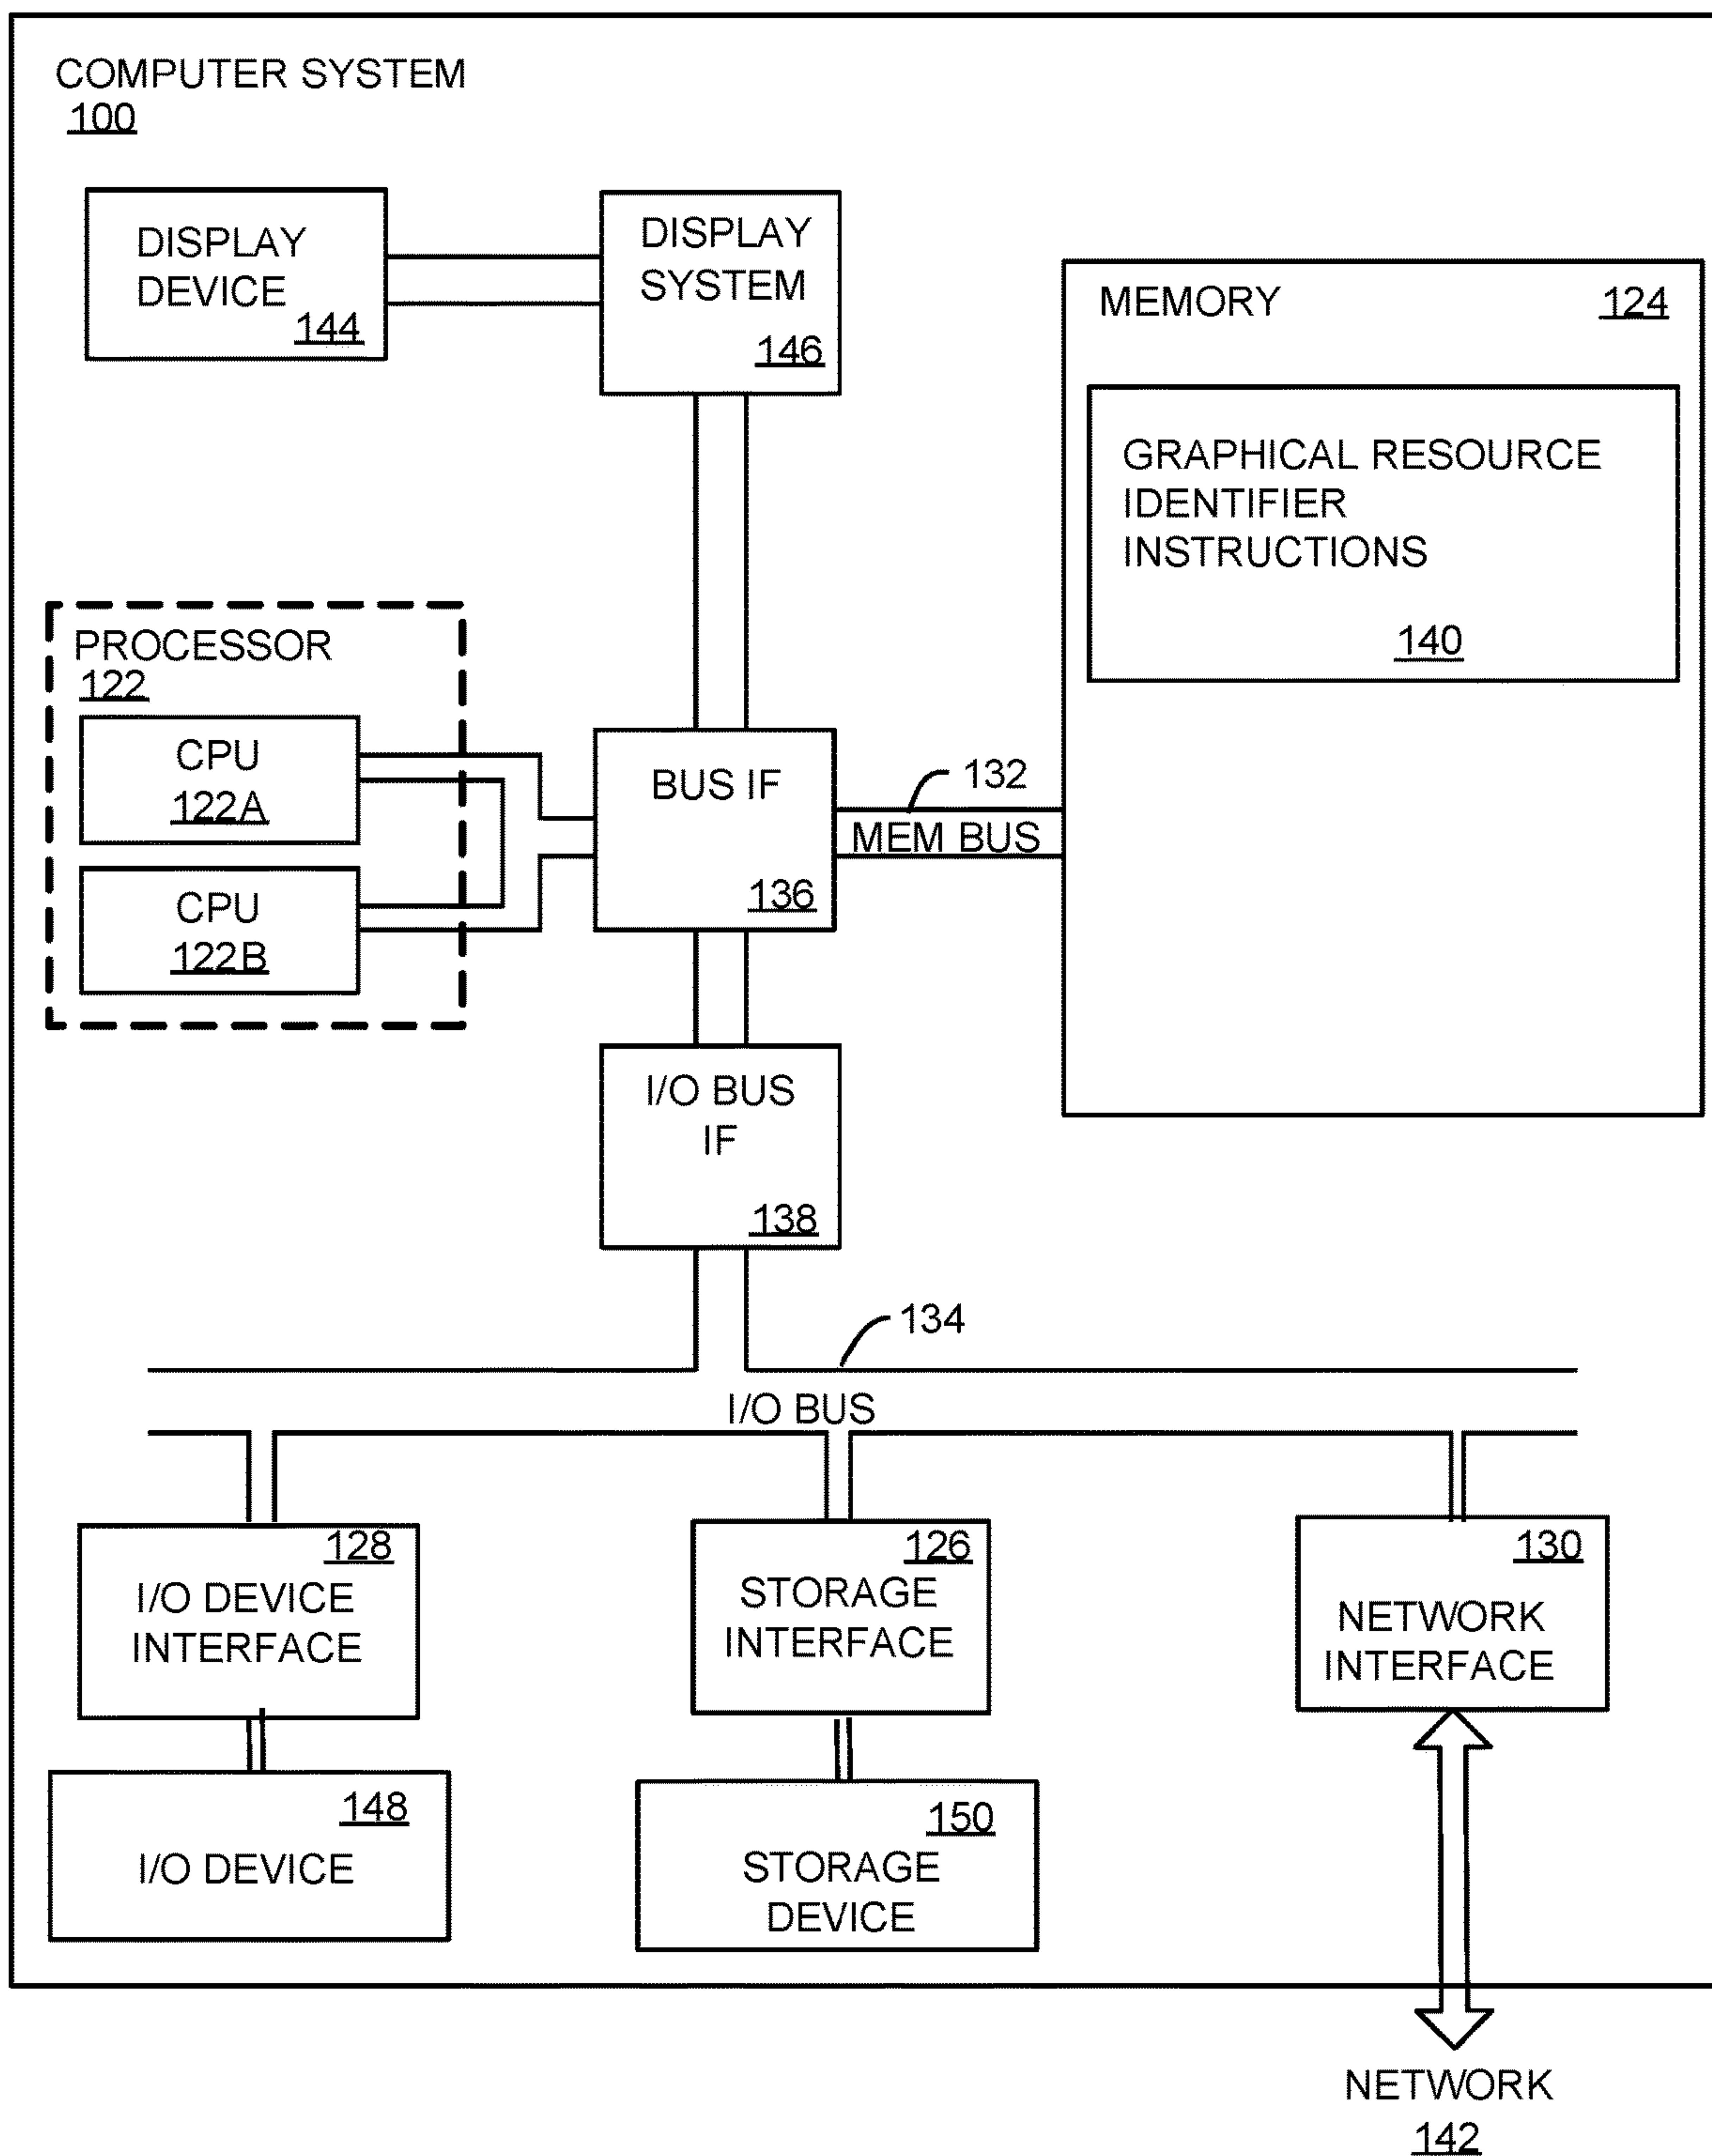 COMPUTER SYSTEM
100
DISPLAY
DEVICE
144
DISPLAY
SYSTEM
146
MEMORY 124
GRAPHICAL RESOURCE
IDENTIFIER
INSTRUCTIONS
140
PROCESSOR
122
CPU
122A
CPU
122B
BUS IF
136
132
MEM BUS
I/O BUS
IF
138
134
I/O BUS
128
I/O DEVICE
INTERFACE
126
STORAGE
INTERFACE
130
NETWORK
INTERFACE
148
I/O DEVICE
150
STORAGE
DEVICE
NETWORK
142